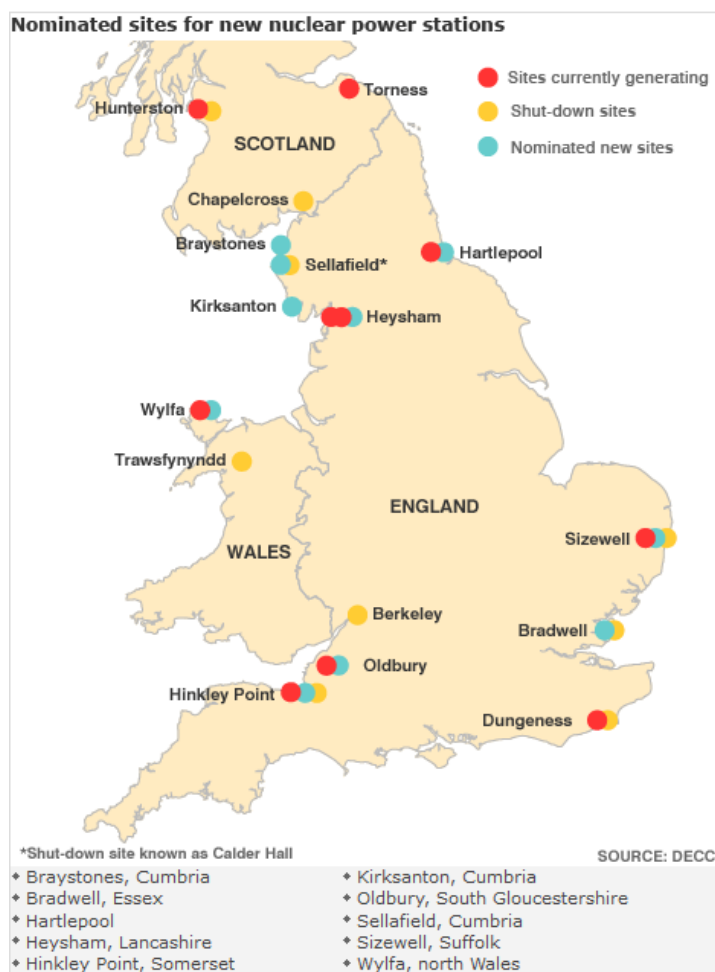 Nominated sites for new nuclear power stations
Sites currently generating
Shut-down sites
Nominated new sites
Torness
Hunterston
SCOTLAND
Chapelcross
Braystones
Hartlepool
Sellafield*
Kirksanton
Heysham
Wylfa
Trawsfynyndd
ENGLAND
Sizewell
WALES
Berkeley
Bradwell
Oldbury
Hinkley Point
Dungeness
*Shut-down site known as Calder Hall
SOURCE: DECC
Braystones, Cumbria
Bradwell, Essex
Hartlepool
Heysham, Lancashire
Hinkley Point, Somerset
Kirksanton, Cumbria
Oldbury, South Gloucestershire
Sellafield, Cumbria
Sizewell, Suffolk
Wylfa, north Wales